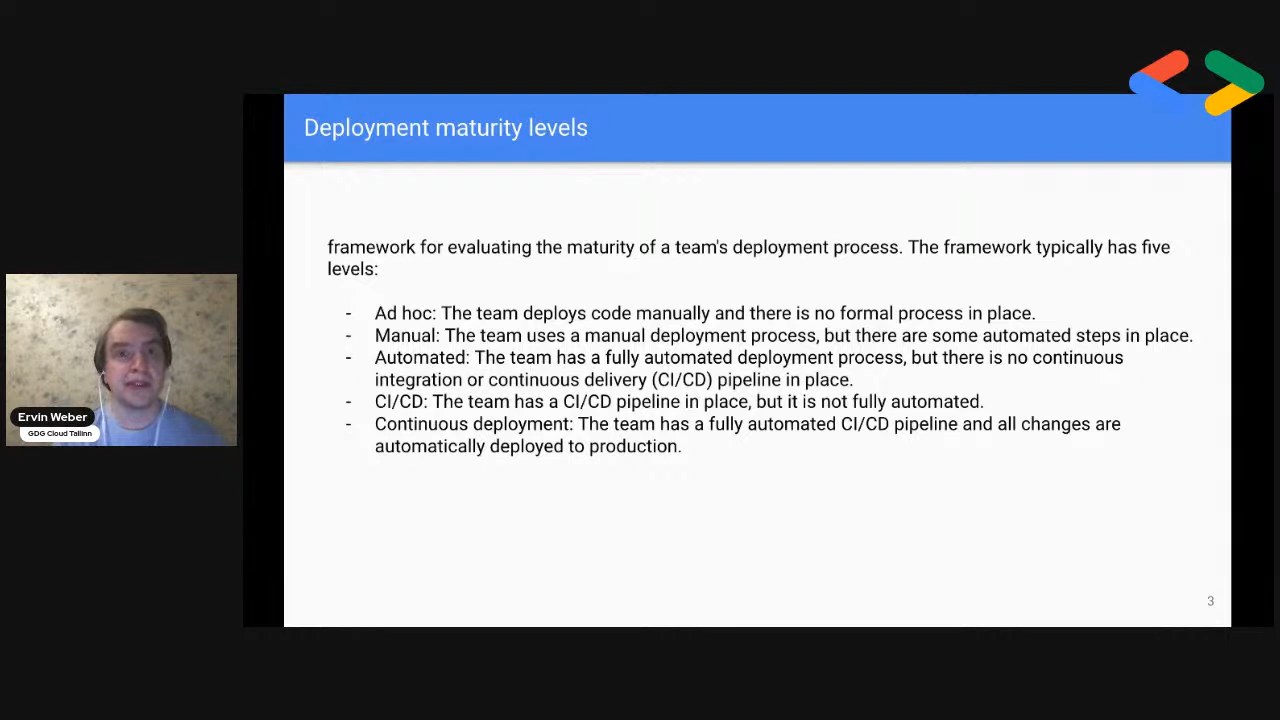 Deployment maturity levels
framework for evaluating the maturity of a team's deployment process. The framework typically has five
levels:
- Ad hoc: The team deploys code manually and there is no formal process in place.
- Manual: The team uses a manual deployment process, but there are some automated steps in place.
- Automated: The team has a fully automated deployment process, but there is no continuous
integration or continuous delivery (CI/CD) pipeline in place.
- CI/CD: The team has a CI/CD pipeline in place, but it is not fully automated.
- Continuous deployment: The team has a fully automated CI/CD pipeline and all changes are
automatically deployed to production.
Ervin Weber
GDG Cloud Tallinn
3